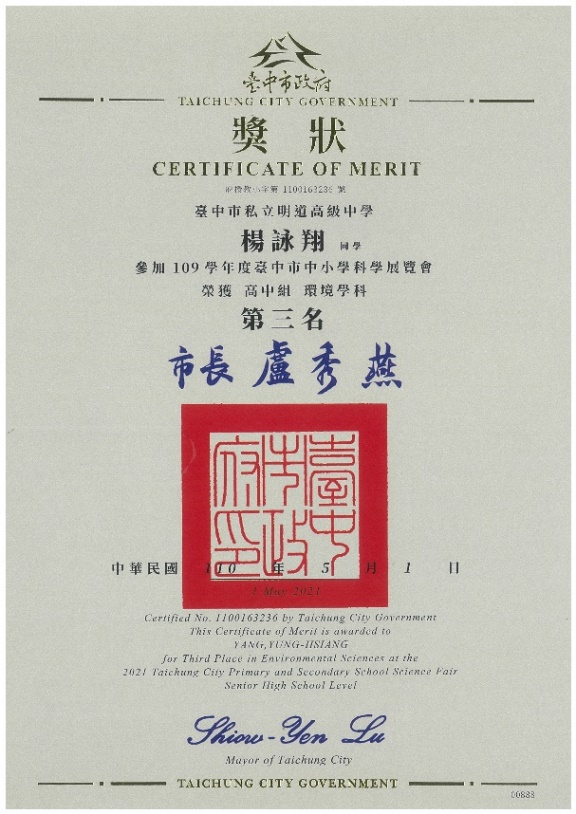 臺中市政府
TAICHUNG CITY GOVERNMENT
獎 狀
CERTIFICATE OF MERIT
府授教小字第 1100163236 號
臺中市私立明道高級中學
楊詠翔 同學
參加 109 學年度臺中市中小學科學展覽會
榮獲 高中組 環境學科
第三名
市長 盧秀燕
臺中市政府印
中華民國 110 年 5 月 1 日
1 May 2021
Certified No. 1100163236 by Taichung City Government
This Certificate of Merit is awarded to
YANG,YUNG-HSIANG
for Third Place in Environmental Sciences at the
2021 Taichung City Primary and Secondary School Science Fair
Senior High School Level
Shiow-Yen Lu
Mayor of Taichung City
TAICHUNG CITY GOVERNMENT
00888